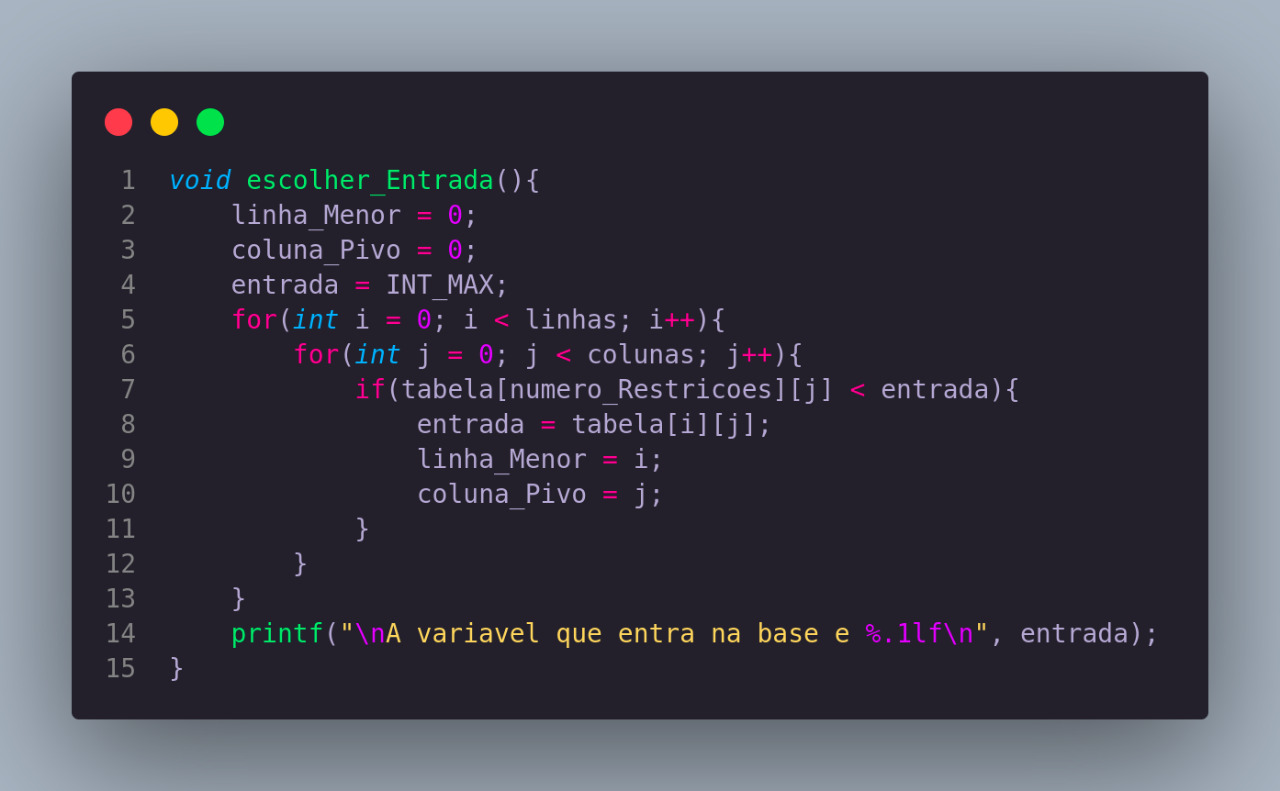 1 void escolher_Entrada(){
2     linha_Menor = 0;
3     coluna_Pivo = 0;
4     entrada = INT_MAX;
5     for(int i = 0; i < linhas; i++){
6         for(int j = 0; j < colunas; j++){
7             if(tabela[numero_Restricoes][j] < entrada){
8                 entrada = tabela[i][j];
9                 linha_Menor = i;
10                 coluna_Pivo = j;
11             }
12         }
13     }
14     printf("\nA variavel que entra na base e %.1lf\n", entrada);
15 }